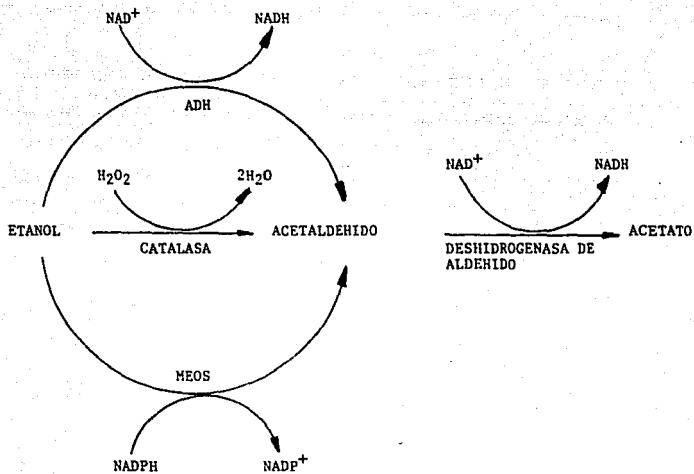 NAD+ NADH
ADH
H2O2 2H2O
NAD+ NADH
ETANOL ACETALDEHIDO ACETATO
CATALASA
DESHIDROGENASA DE
ALDEHIDO
MEOS
NADPH NADP+